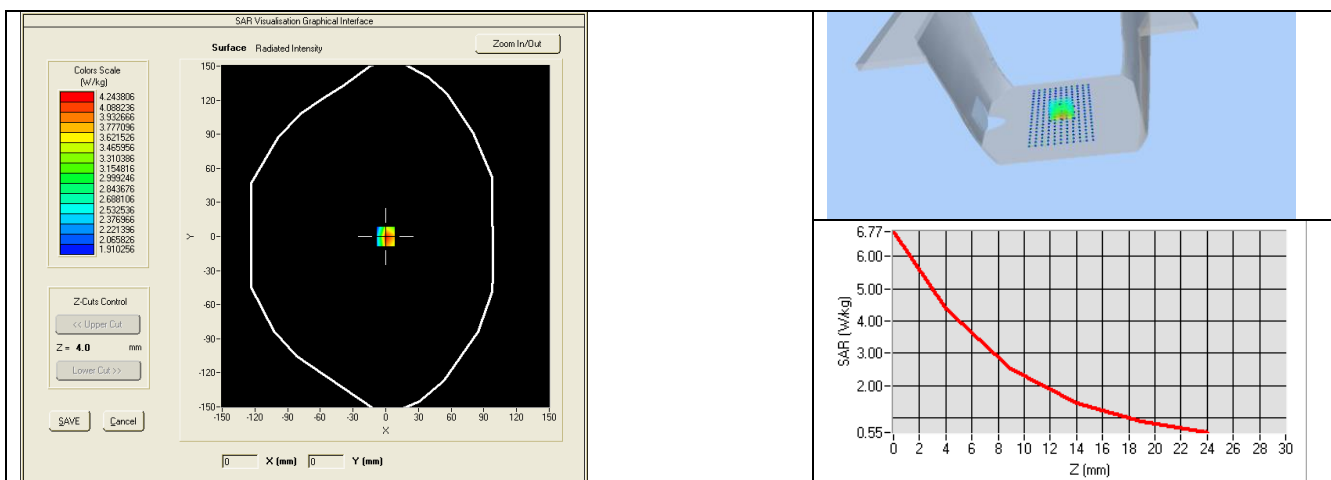 SAR Visualisation Graphical Interface
Surface Radiated Intensity
Zoom In/Out
Colors Scale
(W/kg)
4.243806
4.088236
3.932666
3.777096
3.621526
3.465956
3.310386
3.154816
2.999246
2.843676
2.688106
2.532536
2.376966
2.221396
2.065826
1.910256
Z-Cuts Control
<< Upper Cut
Z = 4.0 mm
Lower Cut >>
SAVE Cancel
150
120
90
60
30
0
-30
-60
-90
-120
-150
Y
-150 -120 -90 -60 -30 0 30 60 90 120 150
X
0 X (mm) 0 Y (mm)
6.77
6.00
5.00
4.00
3.00
2.00
0.55
SAR (W/kg)
0 2 4 6 8 10 12 14 16 18 20 22 24 26 28 30
Z (mm)